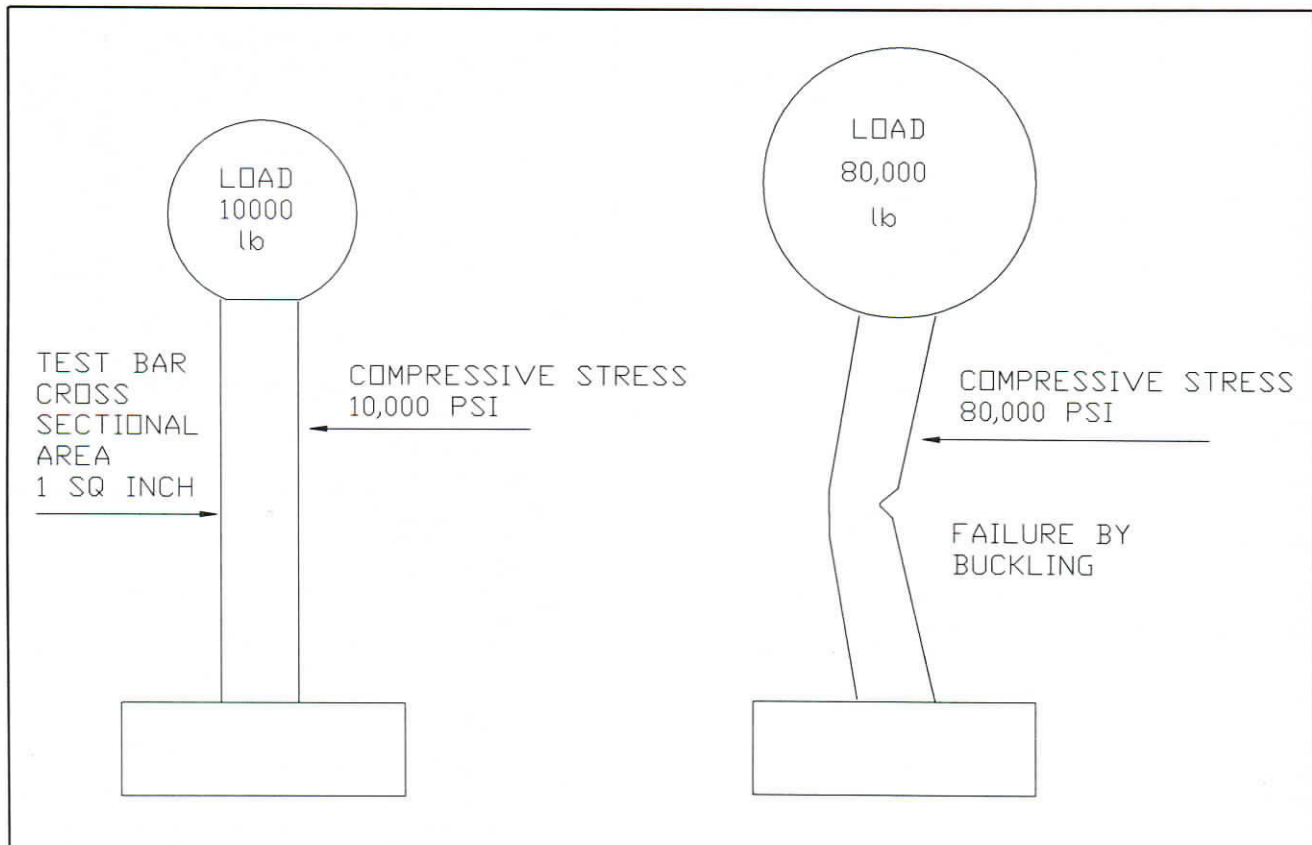 LOAD
10000
lb
TEST BAR
CROSS
SECTIONAL
AREA
1 SQ INCH
COMPRESSIVE STRESS
10,000 PSI
LOAD
80,000
lb
COMPRESSIVE STRESS
80,000 PSI
FAILURE BY
BUCKLING